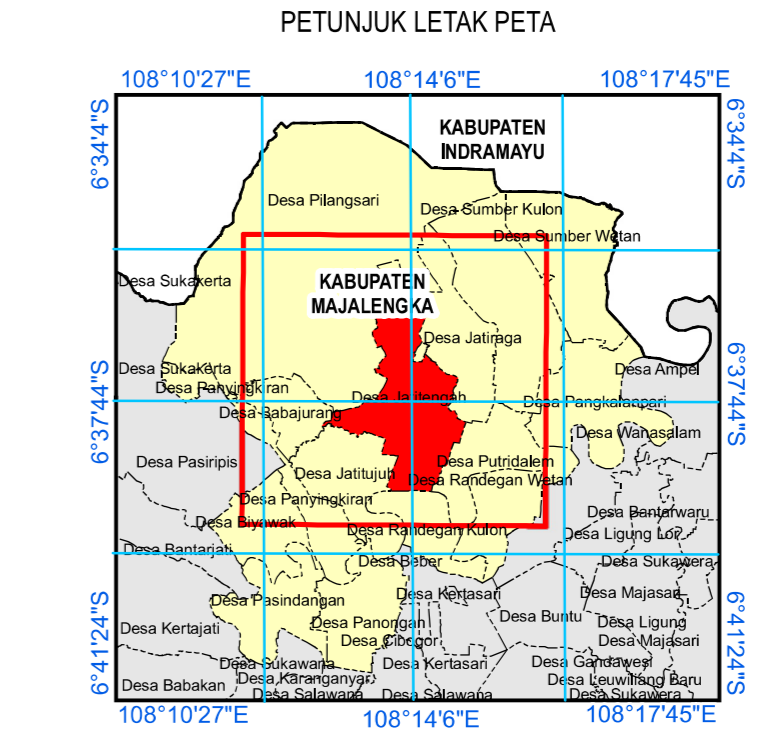 PETUNJUK LETAK PETA
108°10'27"E 108°14'6"E 108°17'45"E
6°34'4"S
6°34'4"S
KABUPATEN
INDRAMAYU
Desa Pilangsari
Desa Sumber Kulon
Desa Sumber Wetan
Desa Sukakerta
KABUPATEN
MAJALENGKA
Desa Jatiraga
Desa Sukakerta
Desa Ampel
Desa Panyingkiran
6°37'44"S
6°37'44"S
Desa Jatitengah
Desa Pangkalanpari
Desa Babajurang
Desa Wanasalam
Desa Pasiripis
Desa Putridalem
Desa Jatitujuh
Desa Randegan Wetan
Desa Panyingkiran
Desa Bantarwaru
Desa Biyawak
Desa Randegan Kulon
Desa Ligung Lor
Desa Bantarjati
Desa Beber
Desa Sukawera
Desa Kertasari
Desa Majasari
Desa Pasindangan
6°41'24"S
6°41'24"S
Desa Buntu
Desa Panongan
Desa Ligung
Desa Kertajati
Desa Cibogor
Desa Majasari
Desa Sukawana
Desa Kertasari
Desa Gandawesi
Desa Karanganyar
Desa Leuwiliang Baru
Desa Babakan
Desa Salawana
Desa Salawana
Desa Sukawera
108°10'27"E 108°14'6"E 108°17'45"E